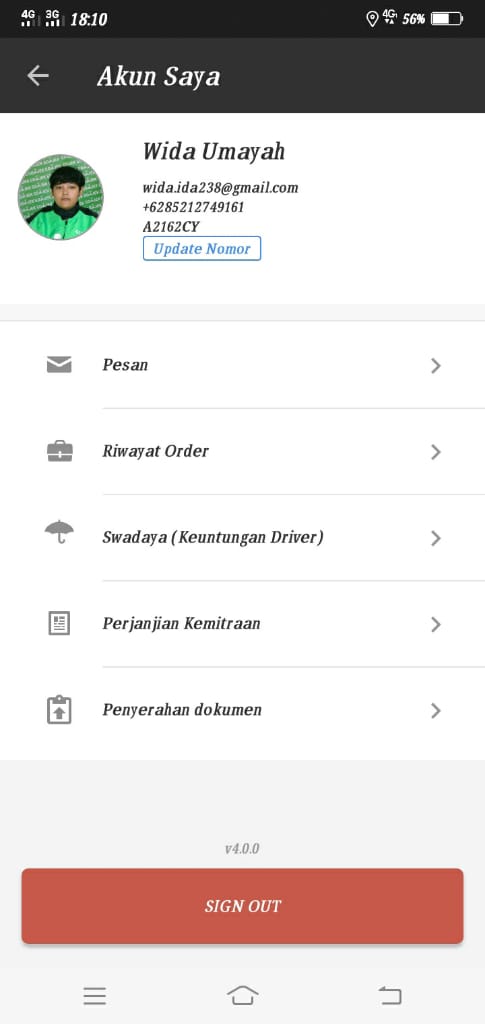 4G 3G 18:10 4G 56%
Akun Saya
Wida Umayah
wida.ida238@gmail.com
+6285212749161
A2162CY
Update Nomor
Pesan
Riwayat Order
Swadaya (Keuntungan Driver)
Perjanjian Kemitraan
Penyerahan dokumen
v4.0.0
SIGN OUT